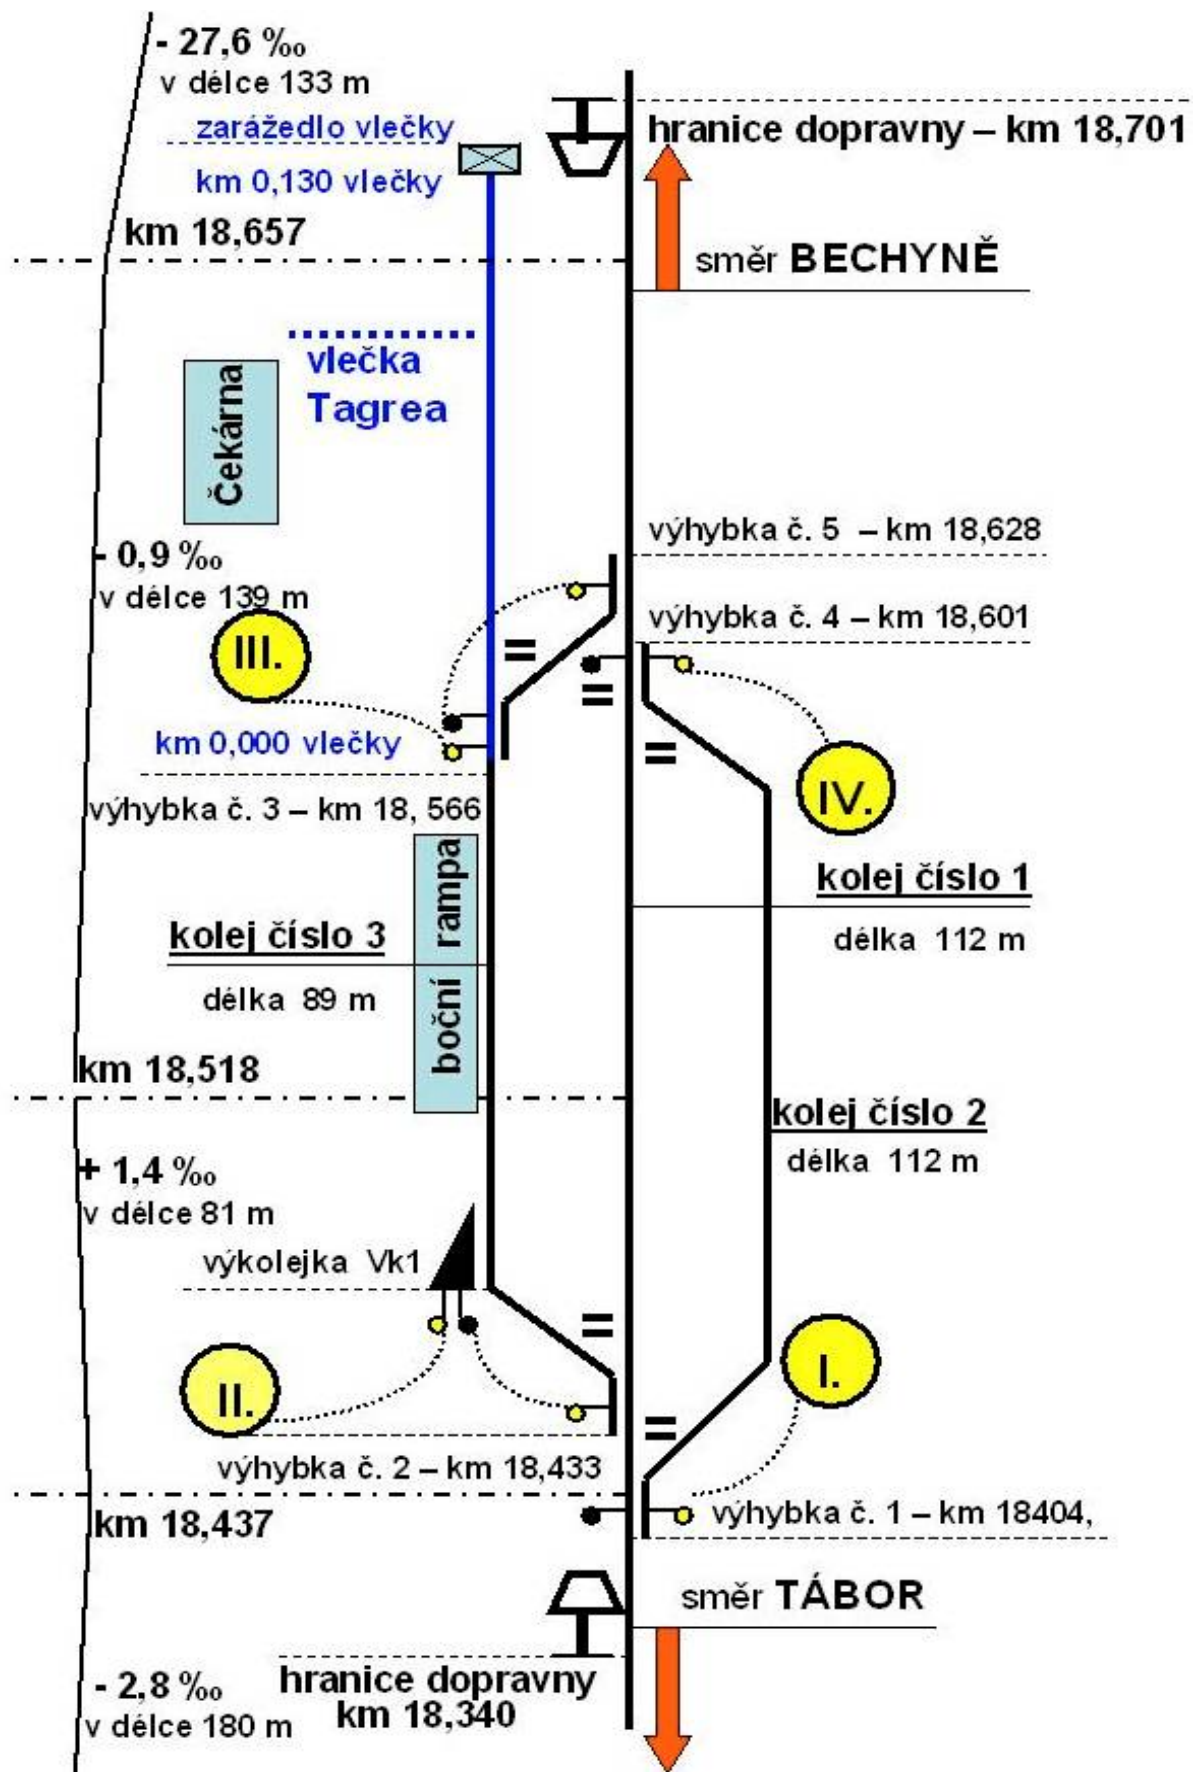 - 27,6 ‰
v délce 133 m
zarážedlo vlečky
hranice dopravny – km 18,701
km 0,130 vlečky
km 18,657
směr BECHYNĚ
vlečka
Tagrea
Čekárna
výhybka č. 5 – km 18,628
- 0,9 ‰
v délce 139 m
výhybka č. 4 – km 18,601
III.
km 0,000 vlečky
IV.
výhybka č. 3 – km 18, 566
boční rampa
kolej číslo 1
délka 112 m
kolej číslo 3
délka 89 m
km 18,518
kolej číslo 2
délka 112 m
+ 1,4 ‰
v délce 81 m
výkolejka Vk1
I.
II.
výhybka č. 2 – km 18,433
km 18,437
výhybka č. 1 – km 18404,
směr TÁBOR
- 2,8 ‰
v délce 180 m
hranice dopravny
km 18,340